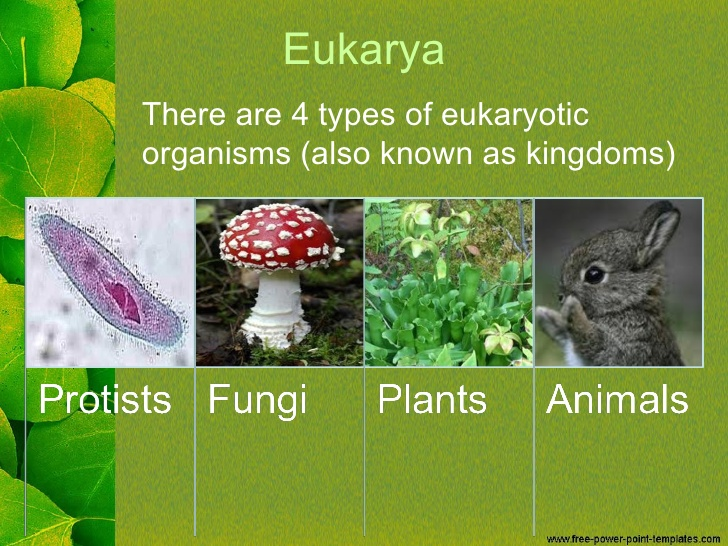 Eukarya
There are 4 types of eukaryotic
organisms (also known as kingdoms)
Protists Fungi Plants Animals
www.free-power-point-templates.com